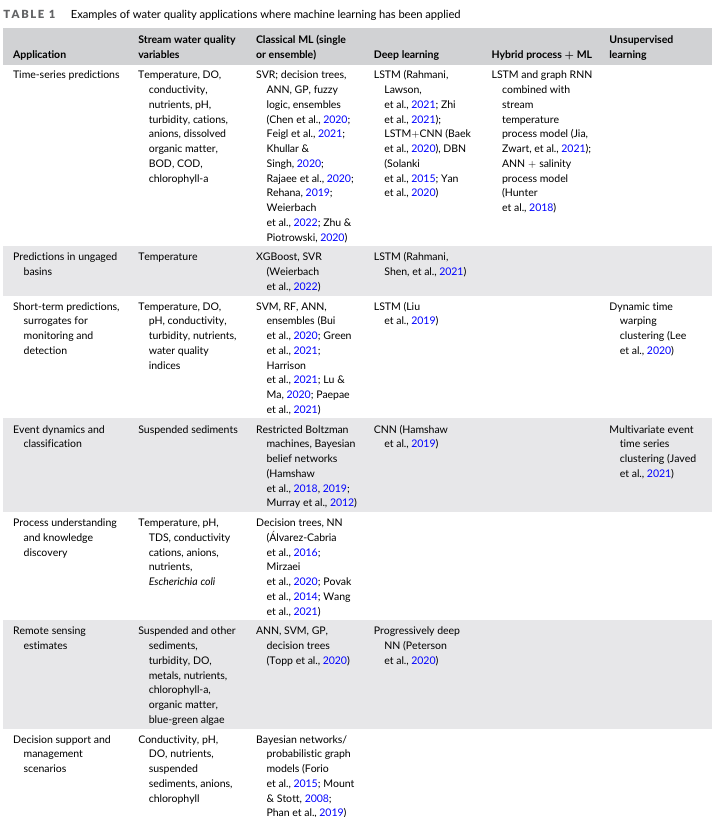 TABLE 1 Examples of water quality applications where machine learning has been applied
Application
Stream water quality
variables
Classical ML (single
or ensemble)
Deep learning
Hybrid process + ML
Unsupervised
learning
Time-series predictions
Temperature, DO,
conductivity,
nutrients, pH,
turbidity, cations,
anions, dissolved
organic matter,
BOD, COD,
chlorophyll-a
SVR; decision trees,
ANN, GP, fuzzy
logic, ensembles
(Chen et al., 2020;
Feigl et al., 2021;
Khullar &
Singh, 2020;
Rajaee et al., 2020;
Rehana, 2019;
Weierbach
et al., 2022; Zhu &
Piotrowski, 2020)
LSTM (Rahmani,
Lawson,
et al., 2021; Zhi
et al., 2021);
LSTM+CNN (Baek
et al., 2020), DBN
(Solanki
et al., 2015; Yan
et al., 2020)
LSTM and graph RNN
combined with
stream
temperature
process model (Jia,
Zwart, et al., 2021);
ANN + salinity
process model
(Hunter
et al., 2018)
Predictions in ungaged
basins
Temperature
XGBoost, SVR
(Weierbach
et al., 2022)
LSTM (Rahmani,
Shen, et al., 2021)
Short-term predictions,
surrogates for
monitoring and
detection
Temperature, DO,
pH, conductivity,
turbidity, nutrients,
water quality
indices
SVM, RF, ANN,
ensembles (Bui
et al., 2020; Green
et al., 2021;
Harrison
et al., 2021; Lu &
Ma, 2020; Paepae
et al., 2021)
LSTM (Liu
et al., 2019)
Dynamic time
warping
clustering (Lee
et al., 2020)
Event dynamics and
classification
Suspended sediments
Restricted Boltzman
machines, Bayesian
belief networks
(Hamshaw
et al., 2018, 2019;
Murray et al., 2012)
CNN (Hamshaw
et al., 2019)
Multivariate event
time series
clustering (Javed
et al., 2021)
Process understanding
and knowledge
discovery
Temperature, pH,
TDS, conductivity
cations, anions,
nutrients,
Escherichia coli
Decision trees, NN
(Álvarez-Cabria
et al., 2016;
Mirzaei
et al., 2020; Povak
et al., 2014; Wang
et al., 2021)
Remote sensing
estimates
Suspended and other
sediments,
turbidity, DO,
metals, nutrients,
chlorophyll-a,
organic matter,
blue-green algae
ANN, SVM, GP,
decision trees
(Topp et al., 2020)
Progressively deep
NN (Peterson
et al., 2020)
Decision support and
management
scenarios
Conductivity, pH,
DO, nutrients,
suspended
sediments, anions,
chlorophyll
Bayesian networks/
probabilistic graph
models (Forio
et al., 2015; Mount
& Stott, 2008;
Phan et al., 2019)